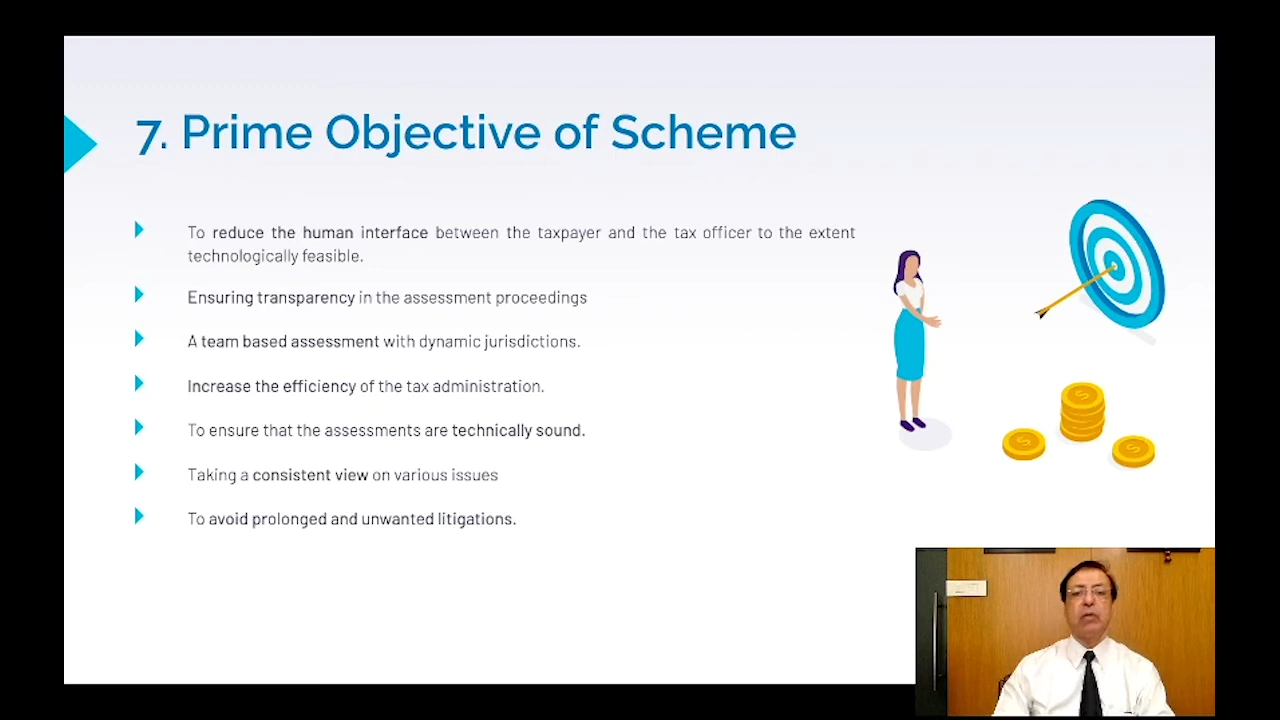 7. Prime Objective of Scheme
To reduce the human interface between the taxpayer and the tax officer to the extent
technologically feasible.
Ensuring transparency in the assessment proceedings
A team based assessment with dynamic jurisdictions.
Increase the efficiency of the tax administration.
To ensure that the assessments are technically sound.
Taking a consistent view on various issues
To avoid prolonged and unwanted litigations.